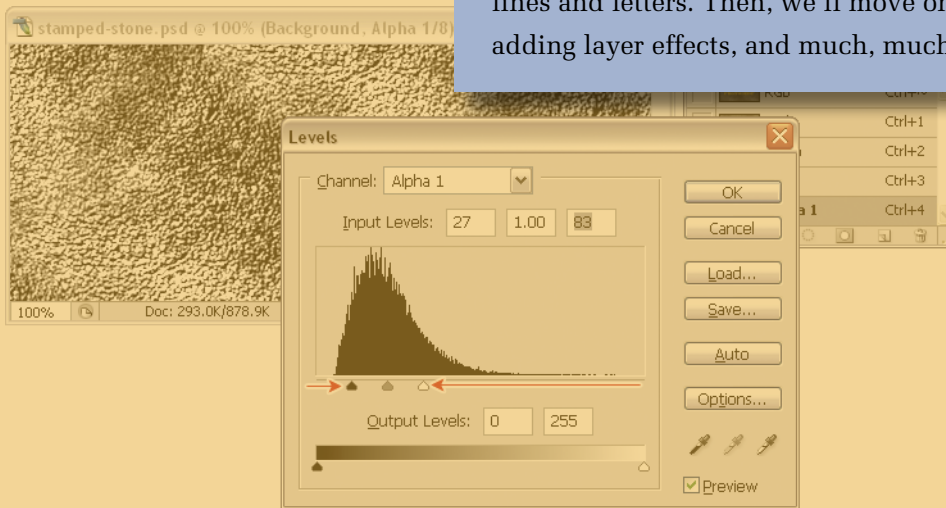 lines and letters. Then, we'll move
adding layer effects, and much, much
stamped-stone.psd @ 100% (Background, Alpha 1/8)
RGB
Ctrl+1
Ctrl+2
Ctrl+3
a 1 Ctrl+4
100% Doc: 293.0K/878.9K
Levels
Channel: Alpha 1
Input Levels: 27 1.00 83
Output Levels: 0 255
OK
Cancel
Load...
Save...
Auto
Options...
Preview